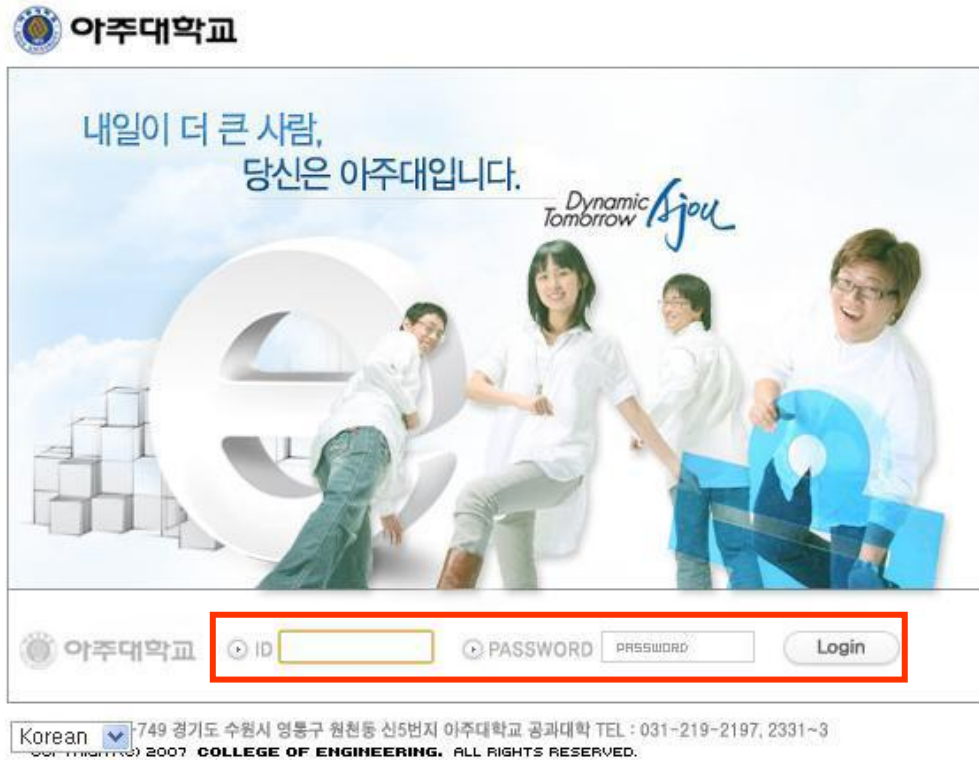 아주대학교
내일이 더 큰 사람,
당신은 아주대입니다.
Dynamic
Tomorrow Ajou
아주대학교 ID PASSWORD PASSWORD Login
Korean -749 경기도 수원시 영통구 원천동 신5번지 아주대학교 공과대학 TEL : 031-219-2197, 2331~3
2007 COLLEGE OF ENGINEERING. ALL RIGHTS RESERVED.